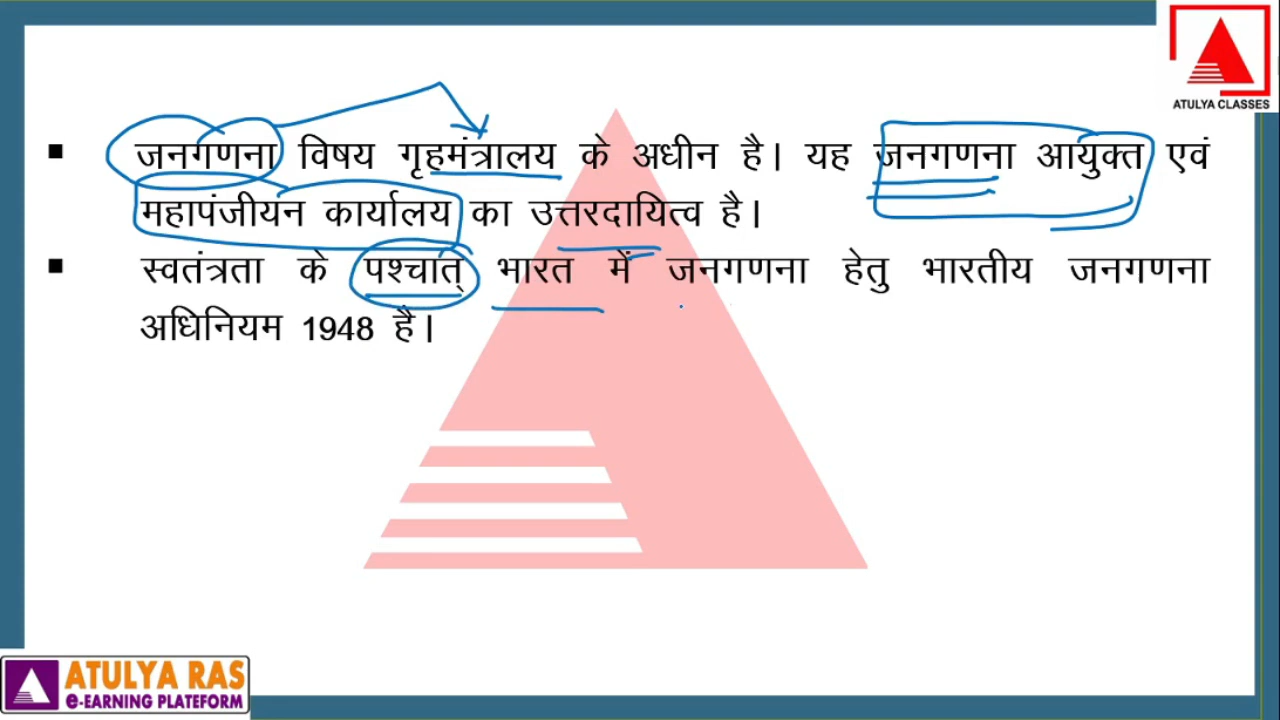 ATULYA CLASSES
▪ जनगणना विषय गृहमंत्रालय के अधीन है। यह जनगणना आयुक्त एवं
महापंजीयन कार्यालय का उत्तरदायित्व है।
▪ स्वतंत्रता के पश्चात् भारत में जनगणना हेतु भारतीय जनगणना
अधिनियम 1948 है।
ATULYA RAS
e-EARNING PLATEFORM